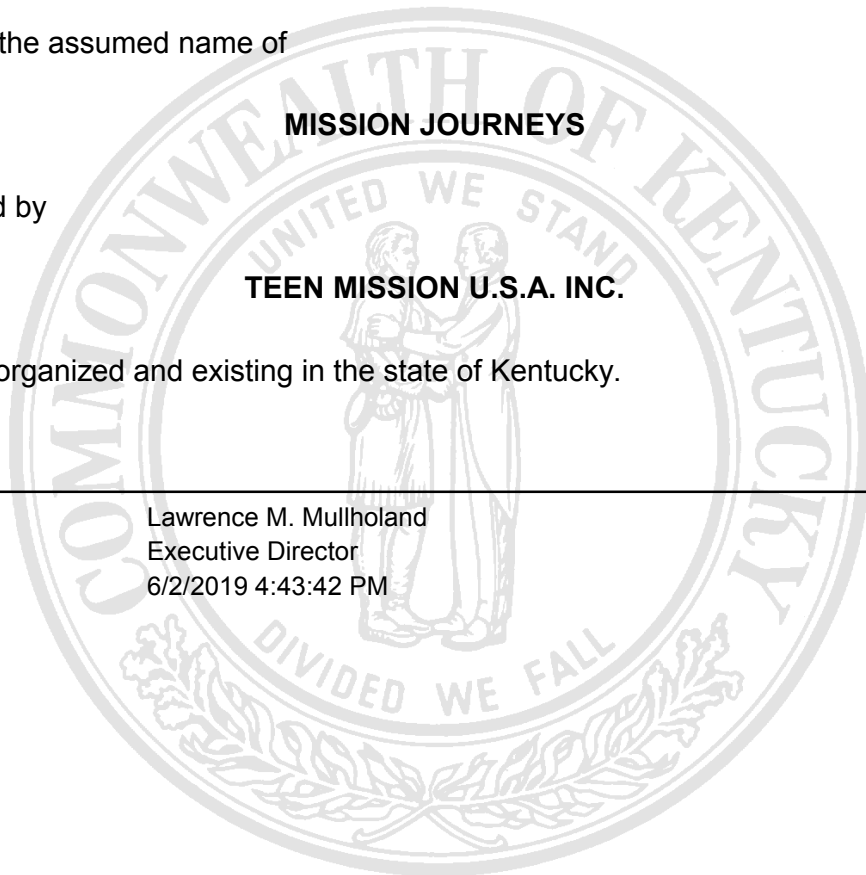 the assumed name of
MISSION JOURNEYS
d by
TEEN MISSION U.S.A. INC.
organized and existing in the state of Kentucky.
Lawrence M. Mullholand
Executive Director
6/2/2019 4:43:42 PM
COMMONWEALTH OF KENTUCKY
UNITED WE STAND
DIVIDED WE FALL